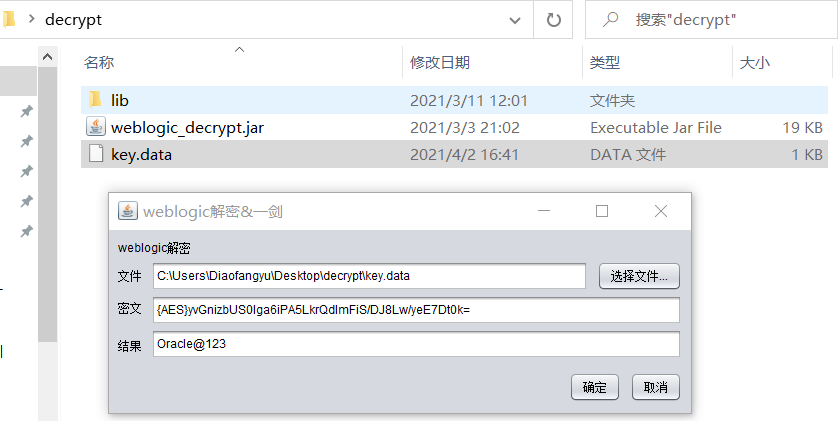 decrypt
搜索"decrypt"
名称 修改日期 类型 大小
lib 2021/3/11 12:01 文件夹
weblogic_decrypt.jar 2021/3/3 21:02 Executable Jar File 19 KB
key.data 2021/4/2 16:41 DATA 文件 1 KB
weblogic解密&一剑
weblogic解密
文件 C:\Users\Diaofangyu\Desktop\decrypt\key.data 选择文件...
密文 {AES}yvGnizbUS0lga6iPA5LkrQdImFiS/DJ8Lw/yeE7Dt0k=
结果 Oracle@123
确定 取消